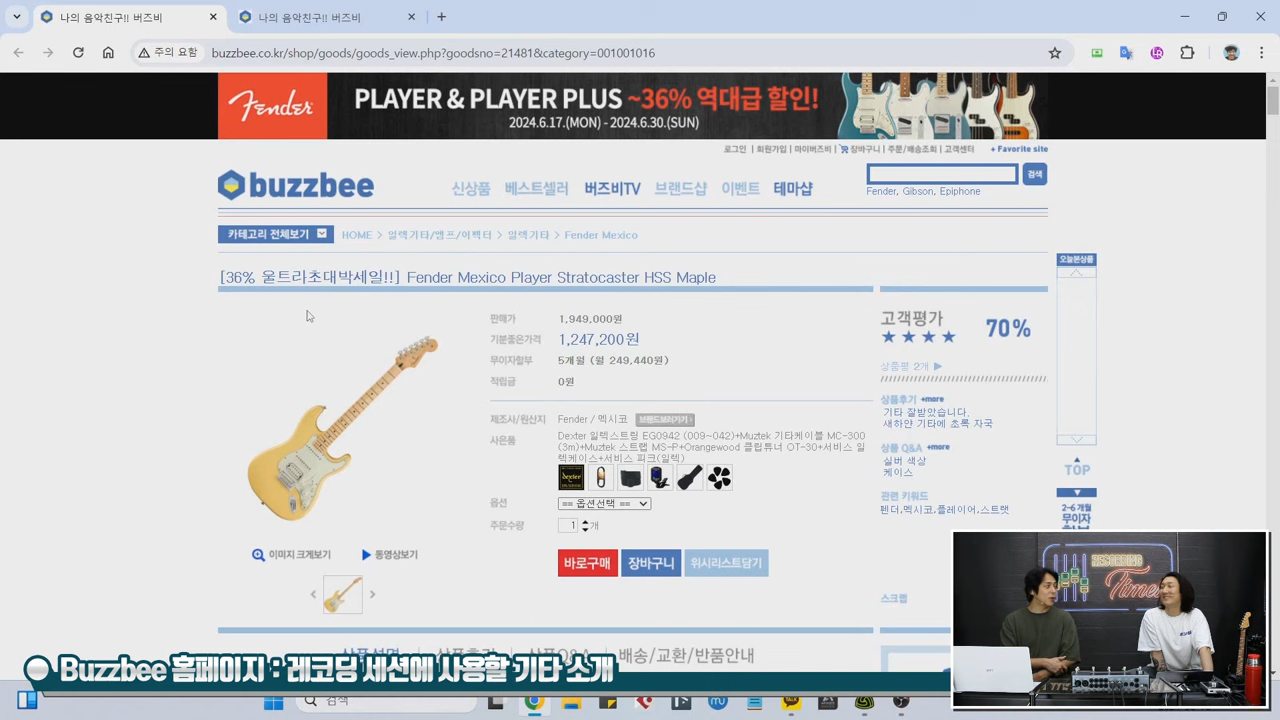 나의 음악친구!! 버즈비
나의 음악친구!! 버즈비
주의 요함
buzzbee.co.kr/shop/goods/goods_view.php?goodsno=21481&category=001001016
Fender
PLAYER & PLAYER PLUS ~36% 역대급 할인!
2024.6.17.(MON) - 2024.6.30.(SUN)
로그인 | 회원가입 | 마이버즈비 | 장바구니 | 주문/배송조회 | 고객센터 + Favorite site
buzzbee
신상품 베스트셀러 버즈비TV 브랜드샵 이벤트 테마샵
검색
Fender, Gibson, Epiphone
카테고리 전체보기
HOME > 일렉기타/앰프/이펙터 > 일렉기타 > Fender Mexico
오늘본상품
[36% 울트라초대박세일!!] Fender Mexico Player Stratocaster HSS Maple
판매가 1,949,000원
기분좋은가격 1,247,200원
무이자할부 5개월 (월 249,440원)
적립금 0원
제조사/원산지 Fender / 멕시코 브랜드보러가기
사은품 Dexter 일렉스트링 EG0942 (009~042)+Muztek 기타케이블 MC-300
(3m)+Muztek 스트랩 MS-P+Orangewood 클립튜너 OT-30+서비스 일
렉케이스+서비스 피크(일렉)
옵션 == 옵션선택 ==
주문수량 1 개
바로구매 장바구니 위시리스트담기
이미지 크게보기 동영상보기
고객평가 70%
상품평 2개
상품후기 +more
기타 잘받았습니다.
새하얀 기타에 초록 자국
상품 Q&A +more
실버 색상
케이스
관련 키워드
펜더,멕시코,플레이어,스트랫
스크랩
TOP
2~6 개월
무이자
상품설명 상품후기 상품Q&A 배송/교환/반품안내
RECORDING
Time
Buzzbee 홈페이지 : 레코딩 세션에 사용할 기타 소개
검색